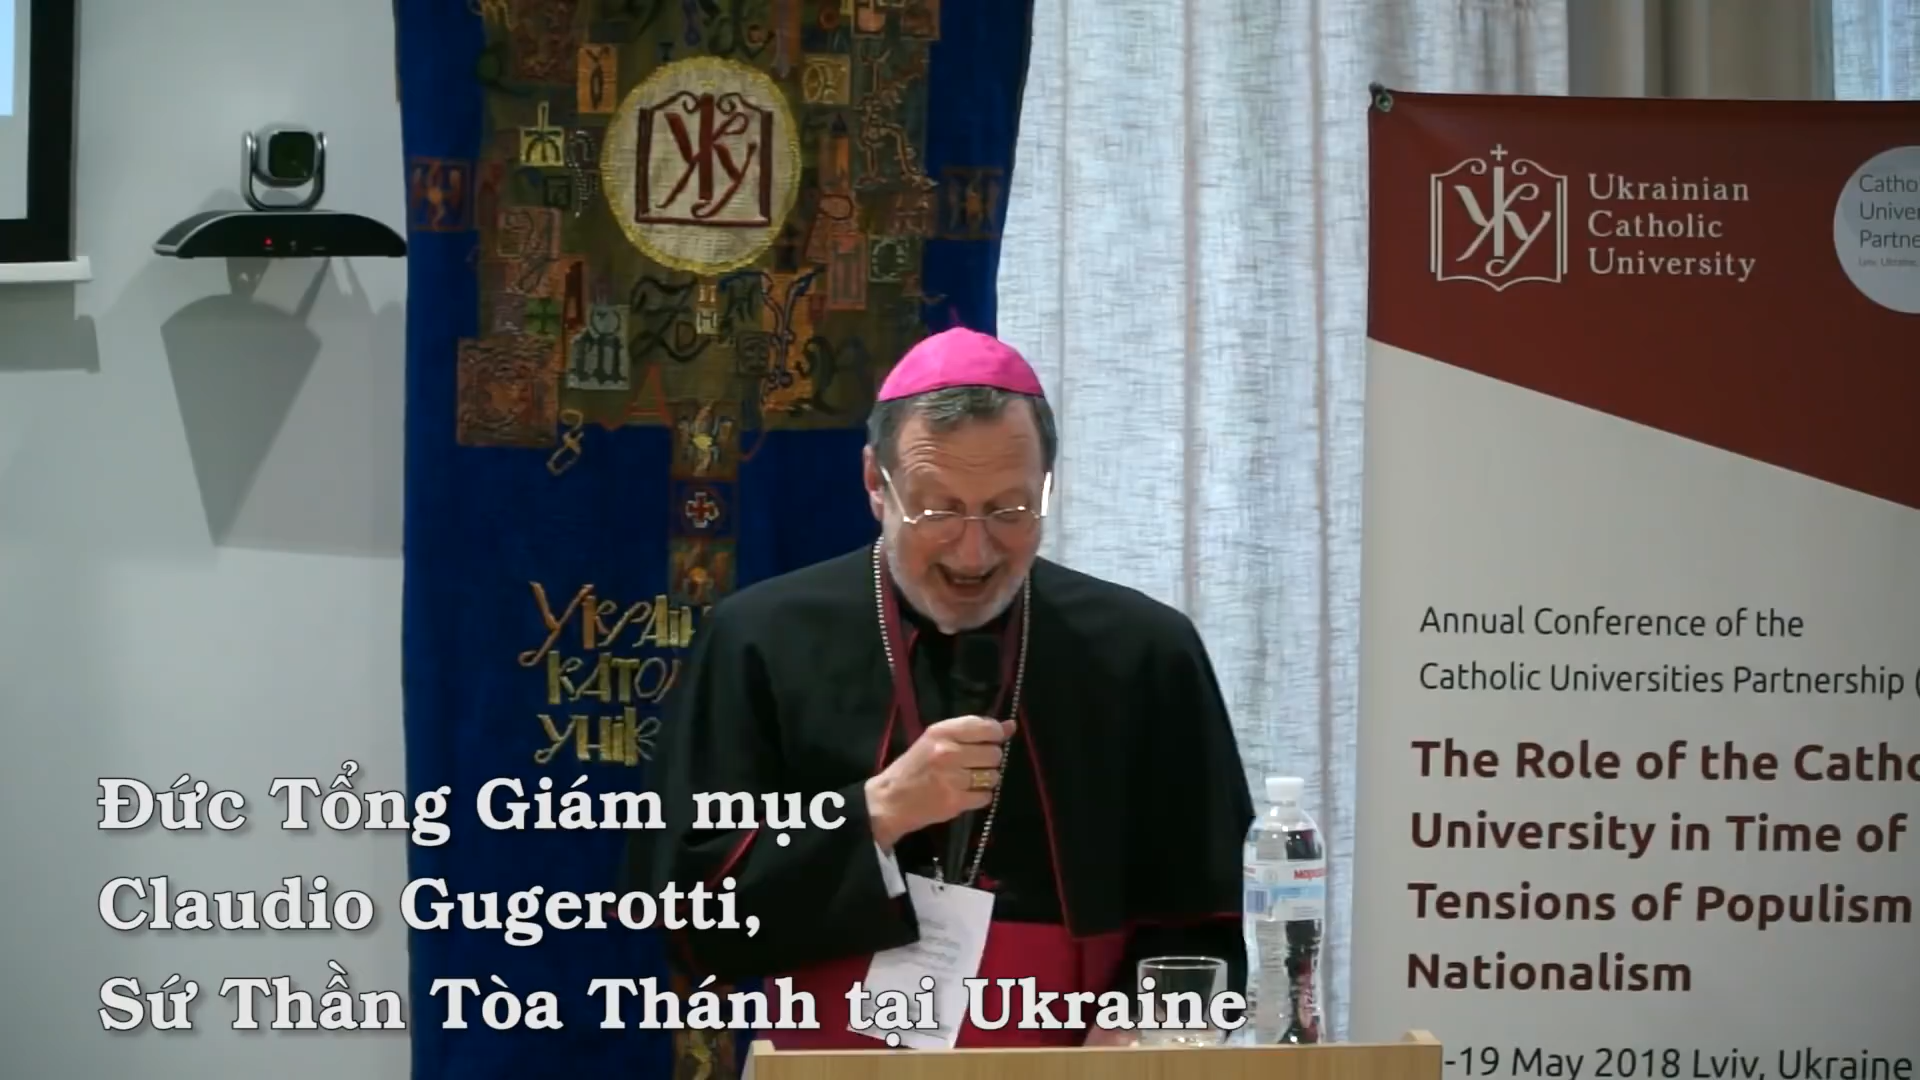 Ukrainian
Catholic
University
Annual Conference of the
Catholic Universities Partnership
The Role of the
University in Time of
Tensions of Populism
Nationalism
-19 May 2018 Lviv, Ukraine
Đức Tổng Giám mục
Claudio Gugerotti,
Sứ Thần Tòa Thánh tại Ukraine